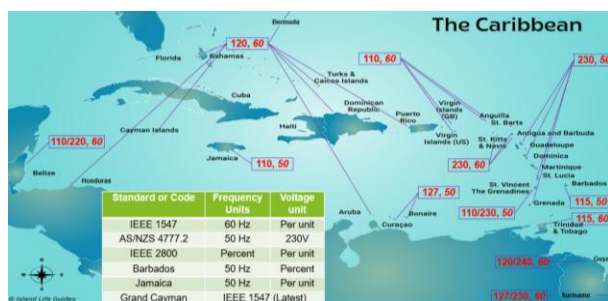 The Caribbean
Bermuda
120, 60
110, 60
230, 50
Florida
Bahamas
Turks &
Caicos Islands
Cuba
Dominican
Republic
Puerto
Rico
Virgin
Islands
(GB)
Virgin
Islands (US)
Anguilla
St. Barts
St. Kitts
& Nevis
Antigua and Barbuda
Guadeloupe
Dominica
Martinique
St. Lucia
Barbados
Cayman Islands
Haiti
Jamaica
110/220, 60
Belize
Honduras
110, 50
230, 60
St. Vincent
The Grenadines
127, 50
110/230, 50
Grenada
115, 50
115, 60
Trinidad
& Tobago
Aruba
Bonaire
Curaçao
120/240, 60
127/230, 60
Suriname
Standard or Code Frequency Units Voltage unit
IEEE 1547 60 Hz Per unit
AS/NZS 4777.2 50 Hz 230V
IEEE 2800 Percent Per unit
Barbados 50 Hz Percent
Jamaica 50 Hz Per unit
Grand Cayman IEEE 1547 (Latest)
© Island Life Guides